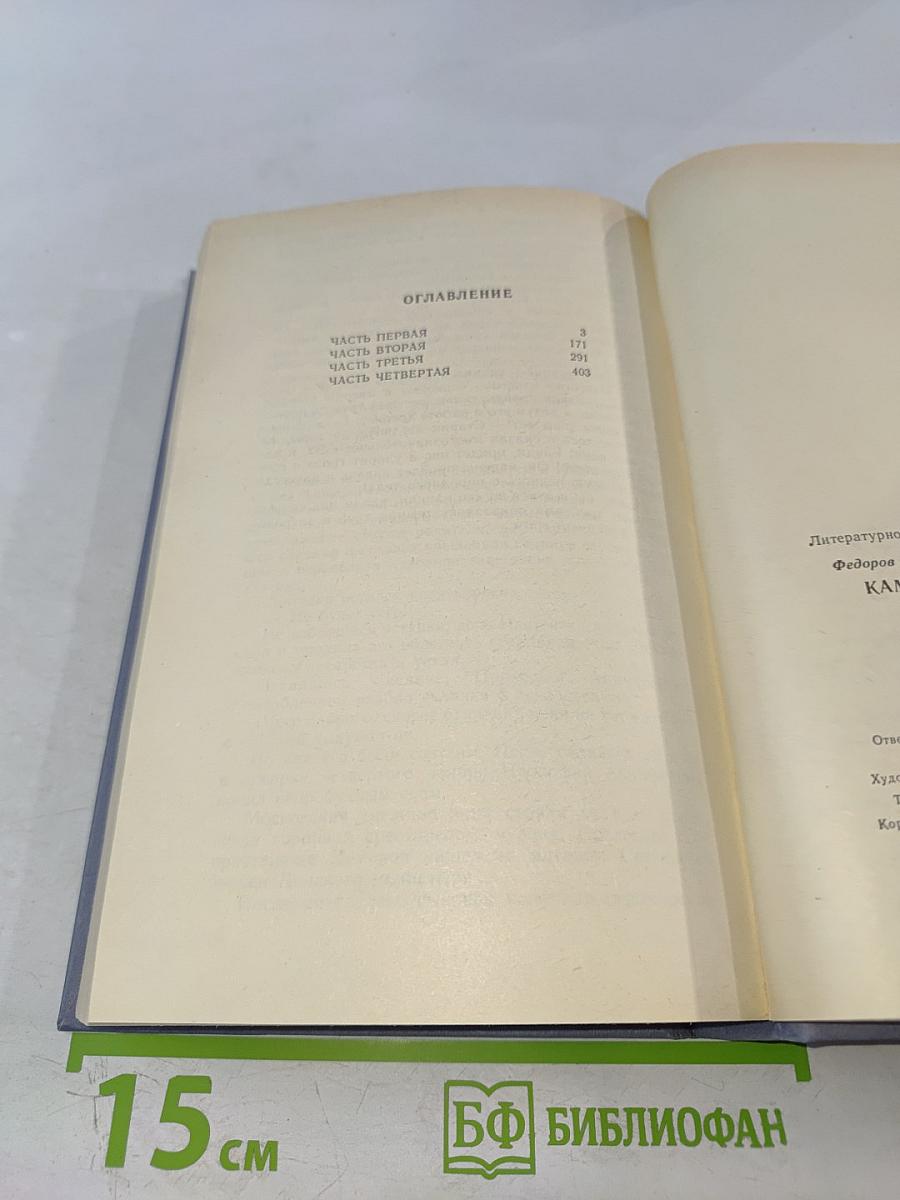 ОГЛАВЛЕНИЕ
ЧАСТЬ ПЕРВАЯ 3
ЧАСТЬ ВТОРАЯ 171
ЧАСТЬ ТРЕТЬЯ 291
ЧАСТЬ ЧЕТВЕРТАЯ 403
Литературно
Федоров
КАМ
Отве
Худо
Т
Кор
15 см
БФ БИБЛИОФАН